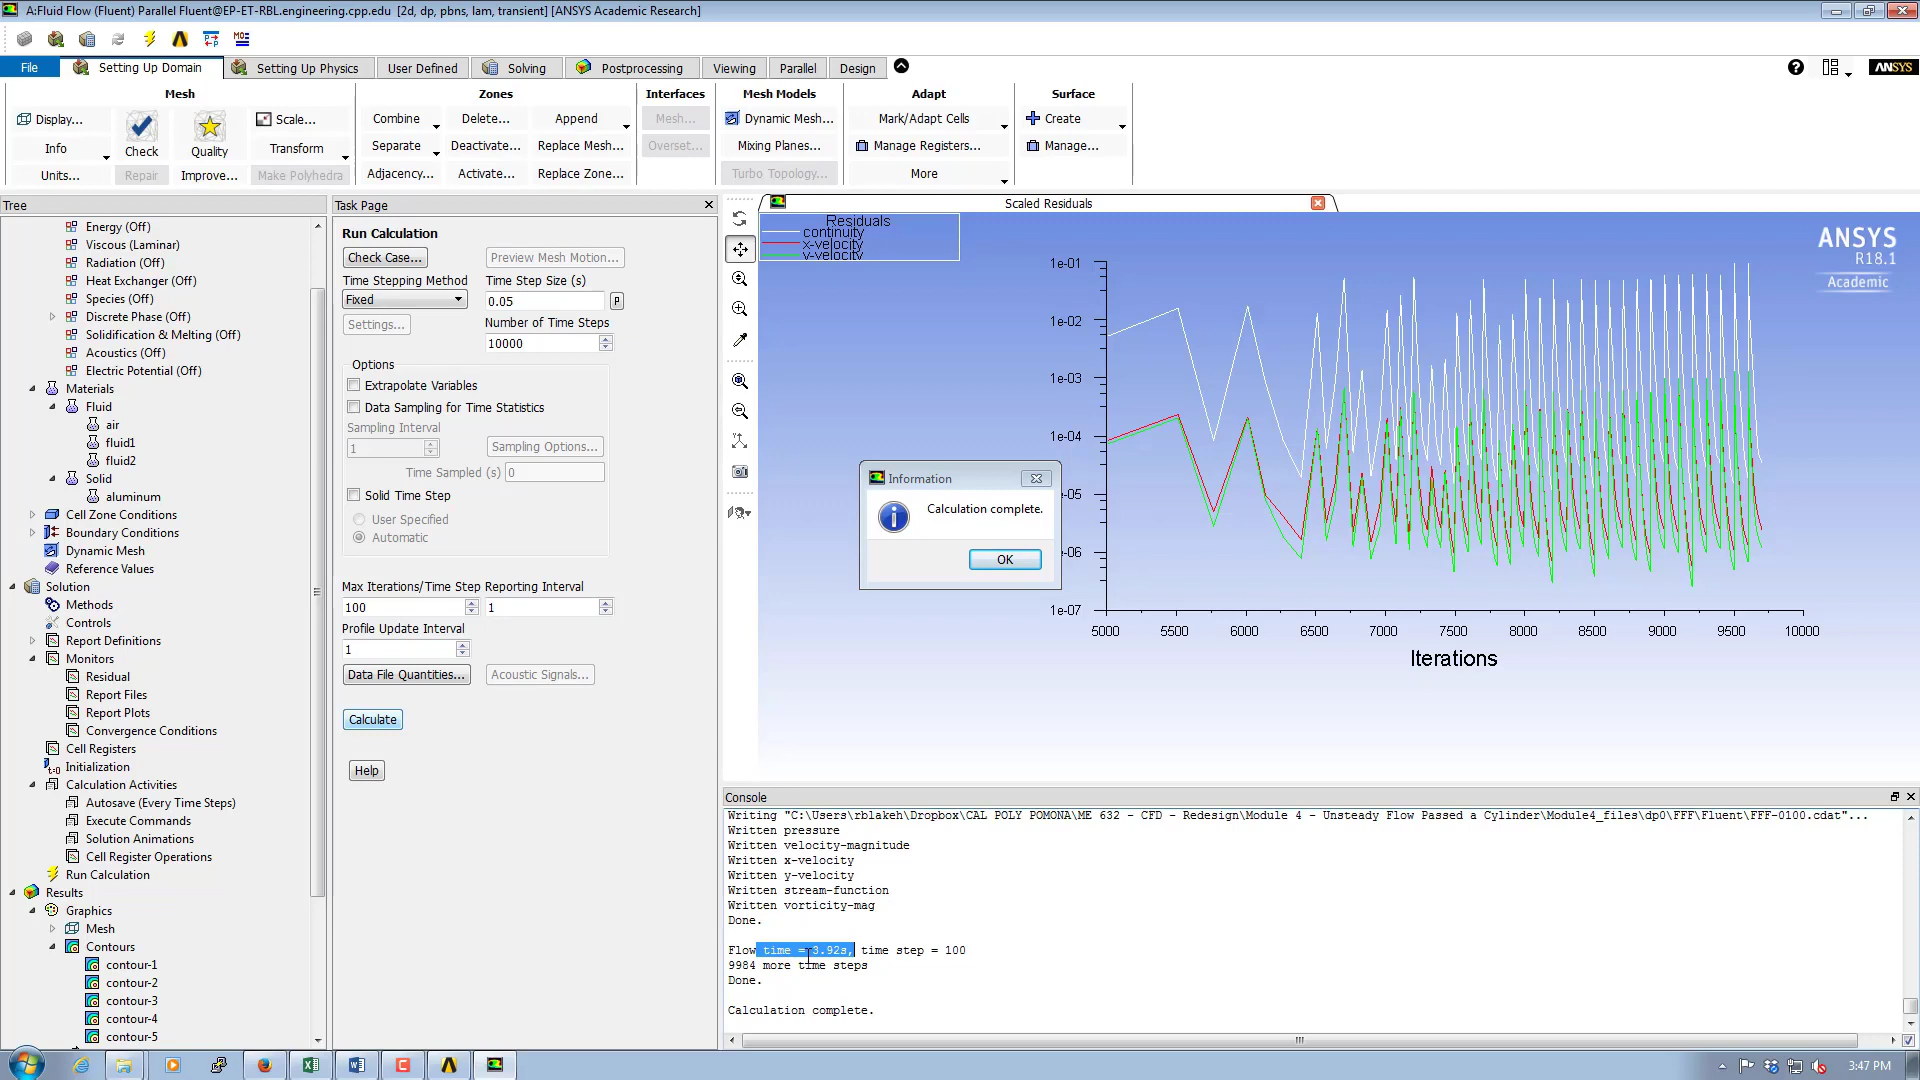 A:Fluid Flow (Fluent) Parallel Fluent@EP-ET-RBL.engineering.cpp.edu [2d, dp, pbns, lam, transient] [ANSYS Academic Research]
File
Setting Up Domain
Setting Up Physics
User Defined
Solving
Postprocessing
Viewing
Parallel
Design
ANSYS
Mesh
Display...
Info
Units...
Check
Repair
Quality
Improve...
Scale...
Transform
Make Polyhedra
Zones
Combine
Separate
Adjacency...
Delete...
Deactivate...
Activate...
Append
Replace Mesh...
Replace Zone...
Interfaces
Mesh...
Overset...
Mesh Models
Dynamic Mesh...
Mixing Planes...
Turbo Topology...
Adapt
Mark/Adapt Cells
Manage Registers...
More
Surface
Create
Manage...
Tree
Energy (Off)
Viscous (Laminar)
Radiation (Off)
Heat Exchanger (Off)
Species (Off)
Discrete Phase (Off)
Solidification & Melting (Off)
Acoustics (Off)
Electric Potential (Off)
Materials
Fluid
air
fluid1
fluid2
Solid
aluminum
Cell Zone Conditions
Boundary Conditions
Dynamic Mesh
Reference Values
Solution
Methods
Controls
Report Definitions
Monitors
Residual
Report Files
Report Plots
Convergence Conditions
Cell Registers
Initialization
Calculation Activities
Autosave (Every Time Steps)
Execute Commands
Solution Animations
Cell Register Operations
Run Calculation
Results
Graphics
Mesh
Contours
contour-1
contour-2
contour-3
contour-4
contour-5
Task Page
Run Calculation
Check Case...
Preview Mesh Motion...
Time Stepping Method
Time Step Size (s)
Fixed
0.05
P
Settings...
Number of Time Steps
10000
Options
Extrapolate Variables
Data Sampling for Time Statistics
Sampling Interval
1
Sampling Options...
Time Sampled (s)
0
Solid Time Step
User Specified
Automatic
Max Iterations/Time Step
Reporting Interval
100
1
Profile Update Interval
1
Data File Quantities...
Acoustic Signals...
Calculate
Help
Scaled Residuals
Residuals
continuity
x-velocity
y-velocity
ANSYS
R18.1
Academic
1e-01
1e-02
1e-03
1e-04
e-05
e-06
1e-07
5000
5500
6000
6500
7000
7500
8000
8500
9000
9500
10000
Iterations
Information
Calculation complete.
OK
Console
Writing "C:\Users\rblakeh\Dropbox\CAL POLY POMONA\ME 632 - CFD - Redesign\Module 4 - Unsteady Flow Passed a Cylinder\Module4_files\dp0\FFF\Fluent\FFF-0100.cdat"...
Written pressure
Written velocity-magnitude
Written x-velocity
Written y-velocity
Written stream-function
Written vorticity-mag
Done.
Flow time = 3.92s, time step = 100
9984 more time steps
Done.
Calculation complete.
3:47 PM